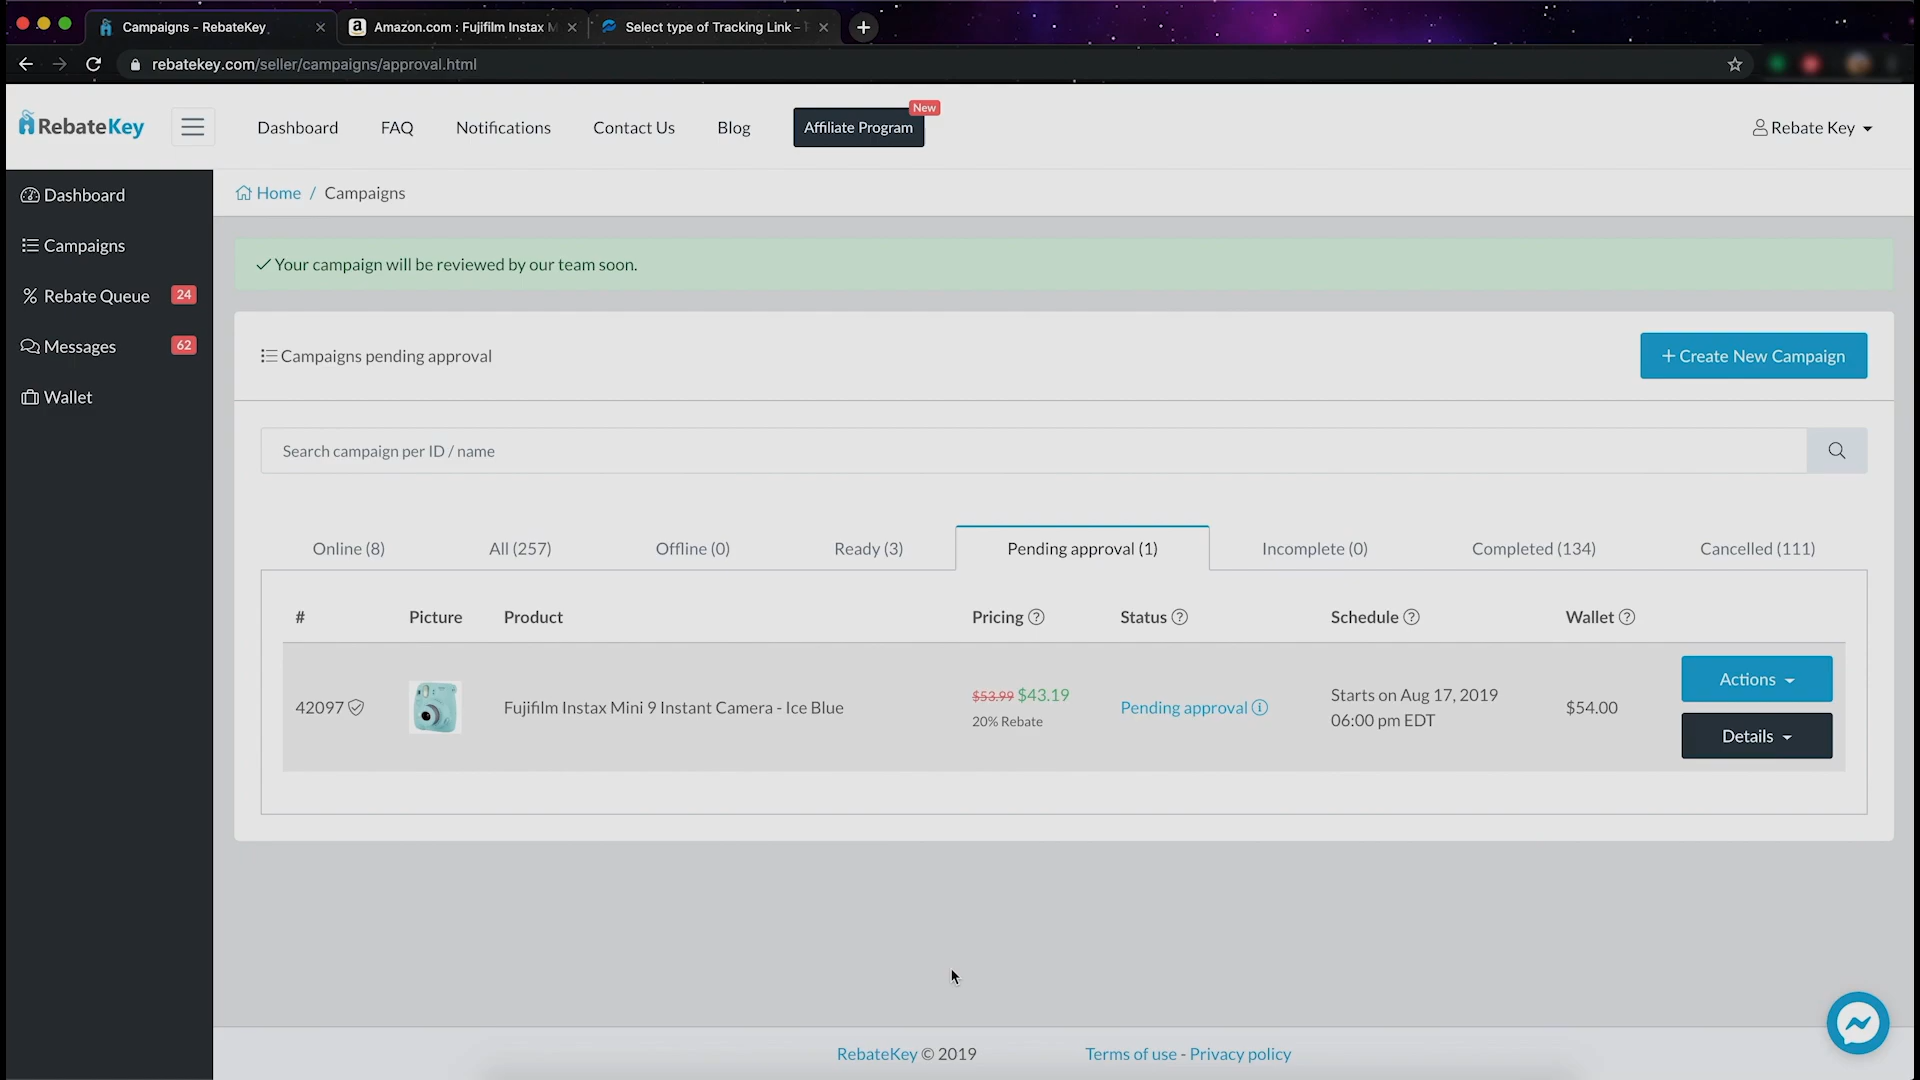 Campaigns - RebateKey
Amazon.com : Fujifilm Instax M
Select type of Tracking Link -
rebatekey.com/seller/campaigns/approval.html
RebateKey
Dashboard
FAQ
Notifications
Contact Us
Blog
Affiliate Program
New
Rebate Key
Dashboard
Campaigns
Rebate Queue 24
Messages 62
Wallet
Home / Campaigns
Your campaign will be reviewed by our team soon.
Campaigns pending approval
+ Create New Campaign
Search campaign per ID / name
Online (8)
All (257)
Offline (0)
Ready (3)
Pending approval (1)
Incomplete (0)
Completed (134)
Cancelled (111)
# Picture Product Pricing ? Status ? Schedule ? Wallet ?
42097
Fujifilm Instax Mini 9 Instant Camera - Ice Blue
$53.99 $43.19
20% Rebate
Pending approval
Starts on Aug 17, 2019
06:00 pm EDT
$54.00
Actions
Details
RebateKey © 2019
Terms of use - Privacy policy